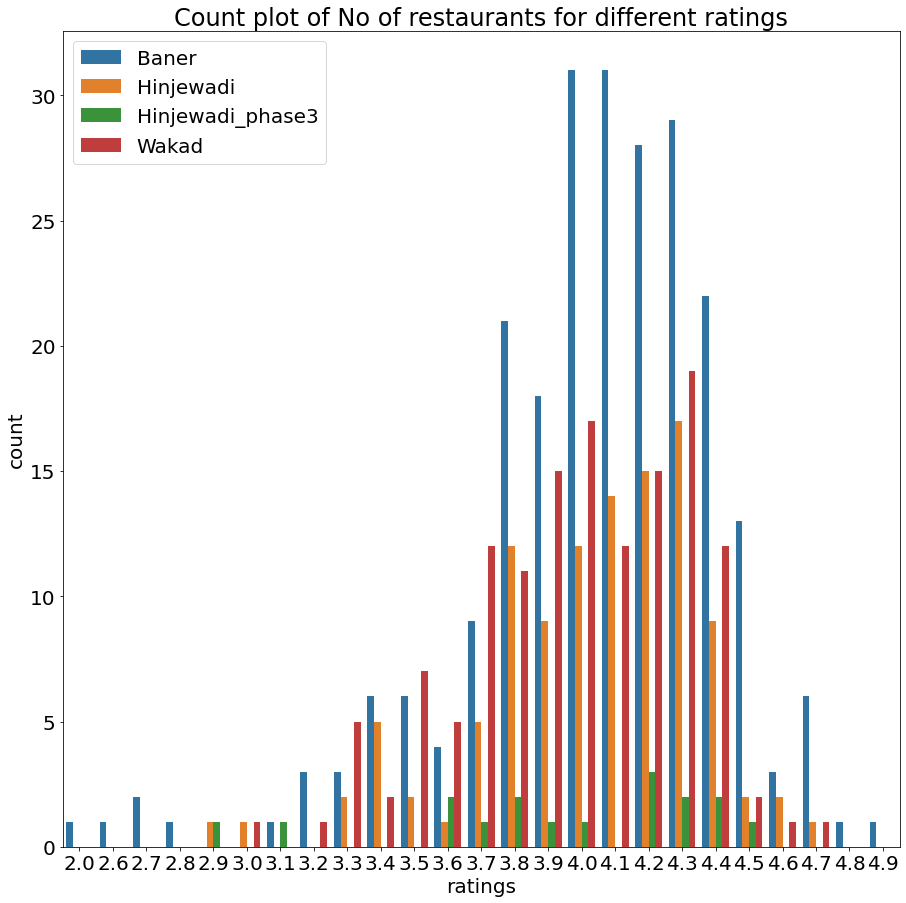 Count plot of No of restaurants for different ratings
Baner
Hinjewadi
Hinjewadi_phase3
Wakad
count
30
25
20
15
10
5
0
2.0 2.6 2.7 2.8 2.9 3.0 3.1 3.2 3.3 3.4 3.5 3.6 3.7 3.8 3.9 4.0 4.1 4.2 4.3 4.4 4.5 4.6 4.7 4.8 4.9
ratings